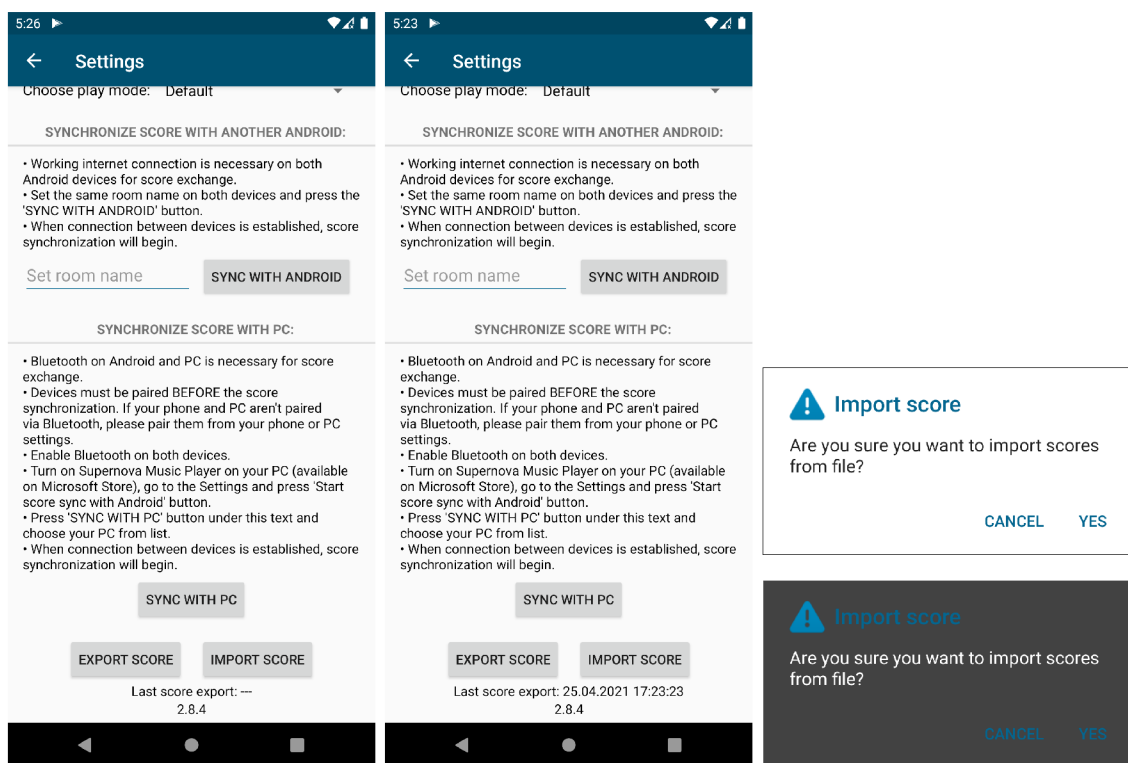 5:26
Settings
Choose play mode: Default
SYNCHRONIZE SCORE WITH ANOTHER ANDROID:
• Working internet connection is necessary on both
Android devices for score exchange.
• Set the same room name on both devices and press the
'SYNC WITH ANDROID' button.
• When connection between devices is established, score
synchronization will begin.
Set room name
SYNC WITH ANDROID
SYNCHRONIZE SCORE WITH PC:
• Bluetooth on Android and PC is necessary for score
exchange.
• Devices must be paired BEFORE the score
synchronization. If your phone and PC aren't paired
via Bluetooth, please pair them from your phone or PC
settings.
• Enable Bluetooth on both devices.
• Turn on Supernova Music Player on your PC (available
on Microsoft Store), go to the Settings and press 'Start
score sync with Android' button.
• Press 'SYNC WITH PC' button under this text and
choose your PC from list.
• When connection between devices is established, score
synchronization will begin.
SYNC WITH PC
EXPORT SCORE
IMPORT SCORE
Last score export: ---
2.8.4
5:23
Settings
Choose play mode: Default
SYNCHRONIZE SCORE WITH ANOTHER ANDROID:
• Working internet connection is necessary on both
Android devices for score exchange.
• Set the same room name on both devices and press the
'SYNC WITH ANDROID' button.
• When connection between devices is established, score
synchronization will begin.
Set room name
SYNC WITH ANDROID
SYNCHRONIZE SCORE WITH PC:
• Bluetooth on Android and PC is necessary for score
exchange.
• Devices must be paired BEFORE the score
synchronization. If your phone and PC aren't paired
via Bluetooth, please pair them from your phone or PC
settings.
• Enable Bluetooth on both devices.
• Turn on Supernova Music Player on your PC (available
on Microsoft Store), go to the Settings and press 'Start
score sync with Android' button.
• Press 'SYNC WITH PC' button under this text and
choose your PC from list.
• When connection between devices is established, score
synchronization will begin.
SYNC WITH PC
EXPORT SCORE
IMPORT SCORE
Last score export: 25.04.2021 17:23:23
2.8.4
Import score
Are you sure you want to import scores
from file?
CANCEL YES
Import score
Are you sure you want to import scores
from file?
CANCEL YES